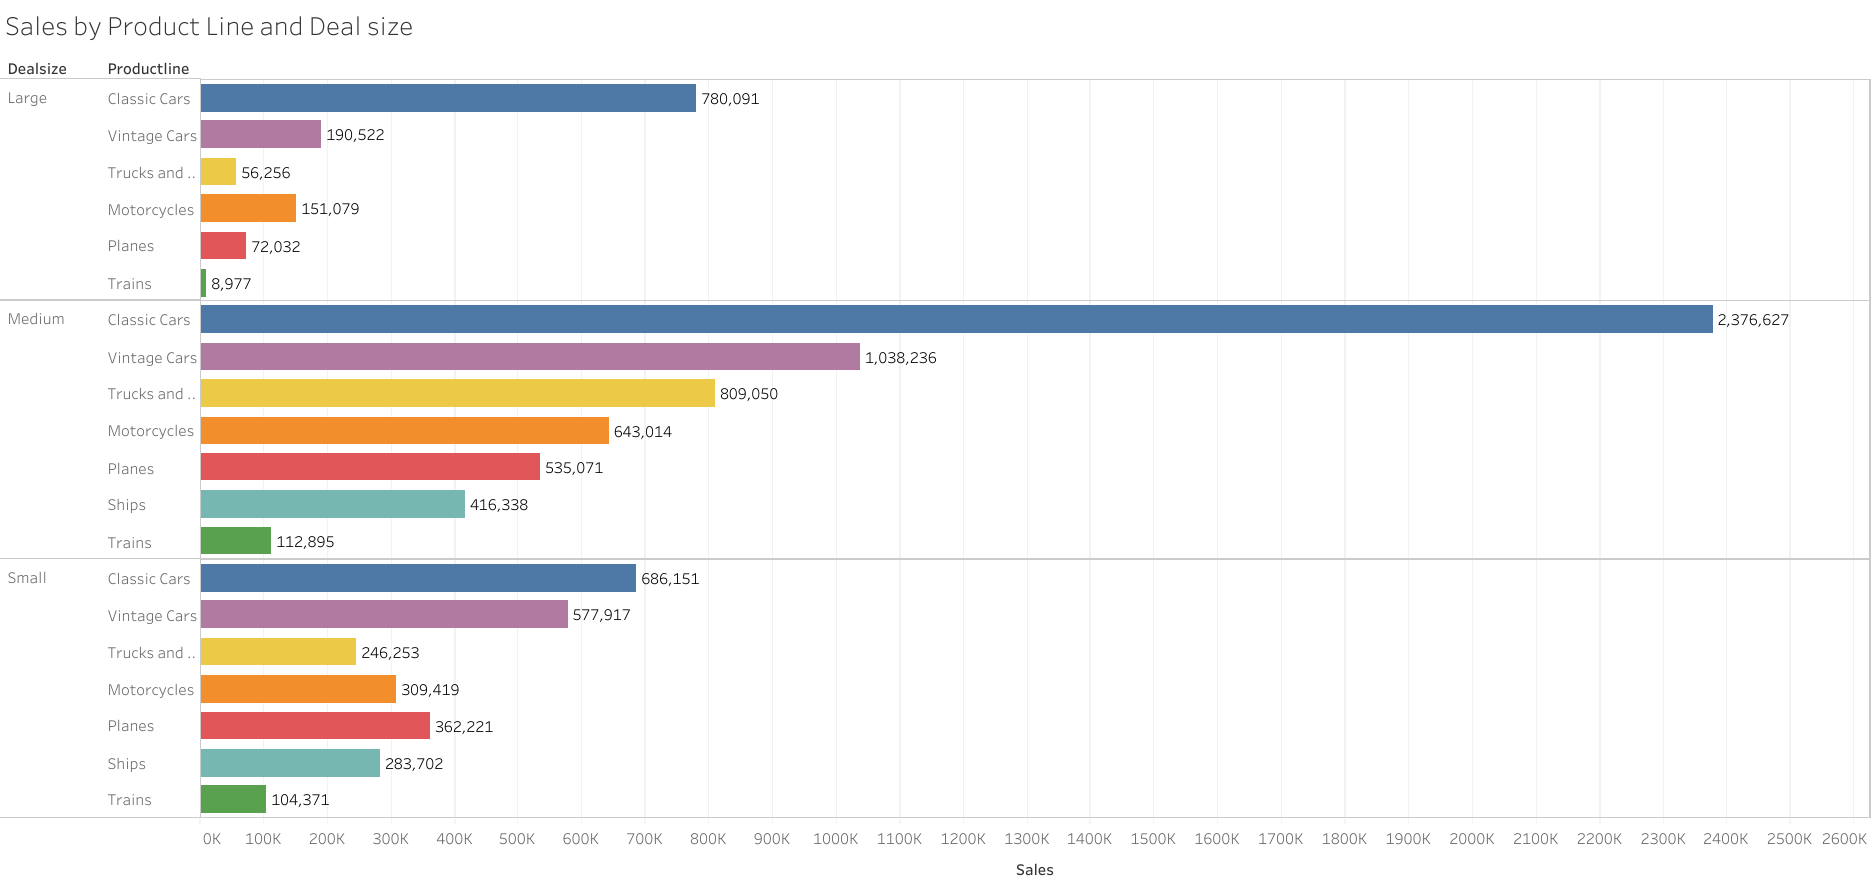 Sales by Product Line and Deal size
Dealsize Productline
Large Classic Cars 780,091
Vintage Cars 190,522
Trucks and .. 56,256
Motorcycles 151,079
Planes 72,032
Trains 8,977
Medium Classic Cars 2,376,627
Vintage Cars 1,038,236
Trucks and .. 809,050
Motorcycles 643,014
Planes 535,071
Ships 416,338
Trains 112,895
Small Classic Cars 686,151
Vintage Cars 577,917
Trucks and .. 246,253
Motorcycles 309,419
Planes 362,221
Ships 283,702
Trains 104,371
0K 100K 200K 300K 400K 500K 600K 700K 800K 900K 1000K 1100K 1200K 1300K 1400K 1500K 1600K 1700K 1800K 1900K 2000K 2100K 2200K 2300K 2400K 2500K 2600K
Sales